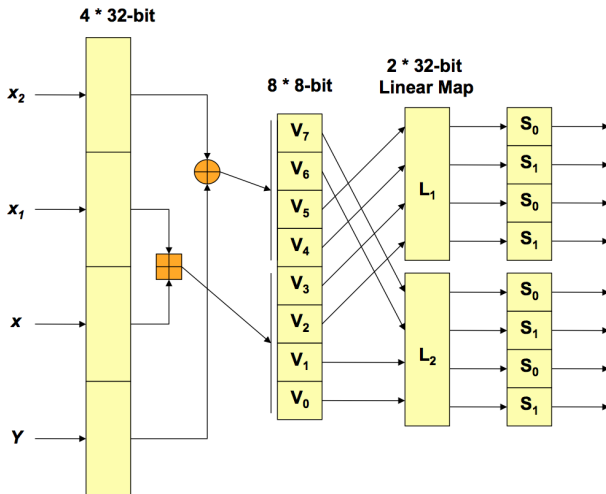 4 * 32-bit
8 * 8-bit
2 * 32-bit
Linear Map
x₂
x₁
x
Y
V₇
V₆
V₅
V₄
V₃
V₂
V₁
V₀
L₁
L₂
S₀
S₁
S₀
S₁
S₀
S₁
S₀
S₁